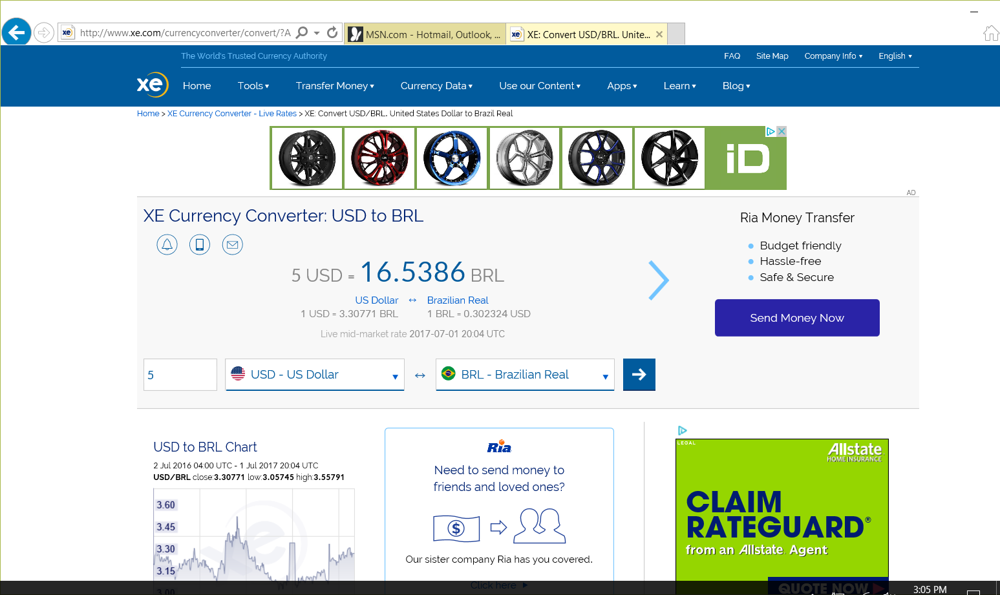 http://www.xe.com/currencyconverter/convert/?A
MSN.com - Hotmail, Outlook, ...
XE: Convert USD/BRL. Unite...
The World's Trusted Currency Authority
FAQ
Site Map
Company Info
English
xe
Home
Tools
Transfer Money
Currency Data
Use our Content
Apps
Learn
Blog
Home > XE Currency Converter - Live Rates > XE: Convert USD/BRL. United States Dollar to Brazil Real
iD
AD
XE Currency Converter: USD to BRL
5 USD = 16.5386 BRL
US Dollar ↔ Brazilian Real
1 USD = 3.30771 BRL
1 BRL = 0.302324 USD
Live mid-market rate 2017-07-01 20:04 UTC
5
USD - US Dollar
↔
BRL - Brazilian Real
Ria Money Transfer
Budget friendly
Hassle-free
Safe & Secure
Send Money Now
USD to BRL Chart
2 Jul 2016 04:00 UTC - 1 Jul 2017 20:04 UTC
USD/BRL close:3.30771 low:3.05745 high:3.55791
3.60
3.45
3.30
3.15
3.00
Ria
Need to send money to
friends and loved ones?
$
Our sister company Ria has you covered.
Click here
LEGAL
Allstate
HOME INSURANCE
CLAIM
RATEGUARD®
from an Allstate Agent
QUOTE NOW
3:05 PM